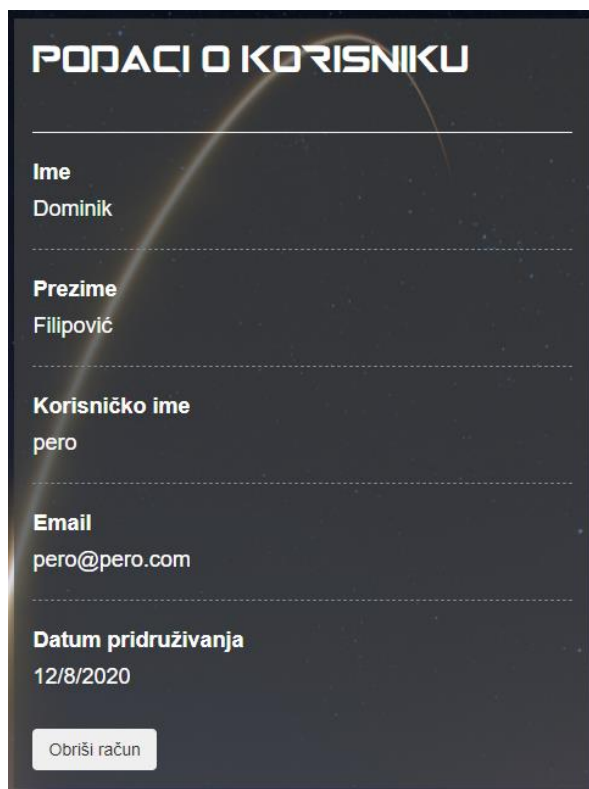 PODACI O KORISNIKU
Ime
Dominik
Prezime
Filipović
Korisničko ime
pero
Email
pero@pero.com
Datum pridruživanja
12/8/2020
Obriši račun